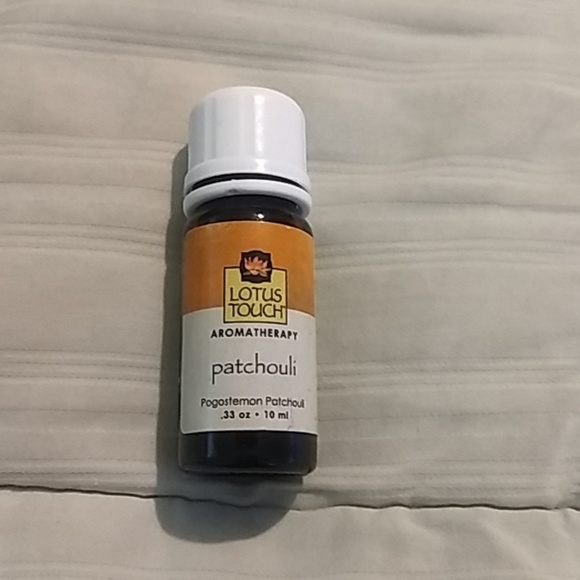 LOTUS
TOUCH
AROMATHERAPY
patchouli
Pogostemon Patchouli
.33 oz • 10 ml